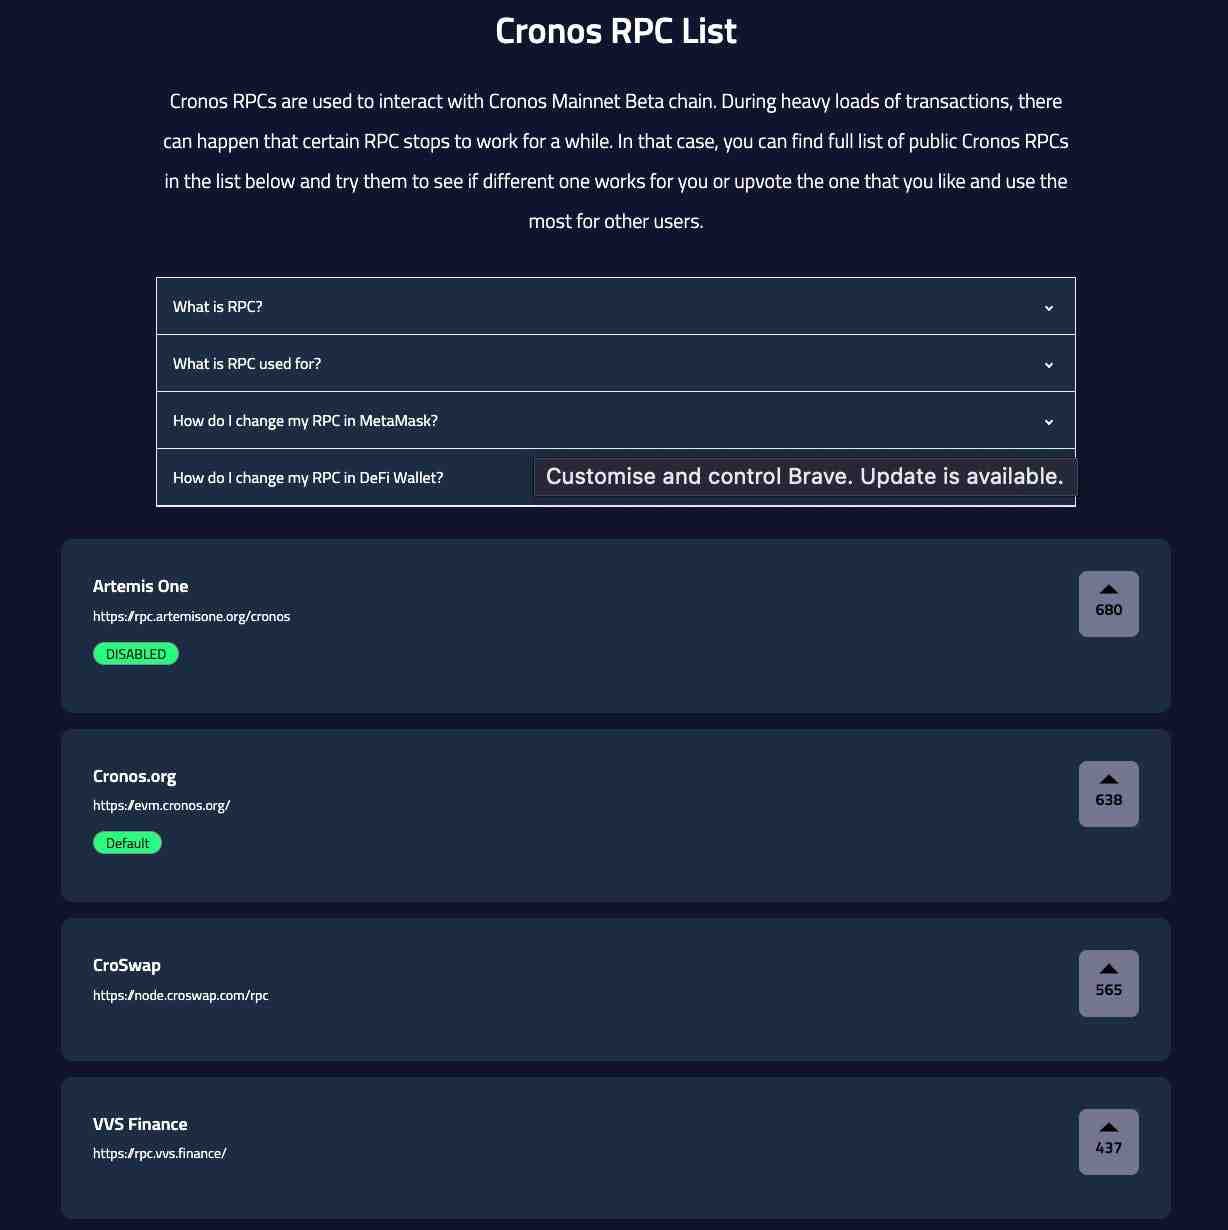 Cronos RPC List
Cronos RPCs are used to interact with Cronos Mainnet Beta chain. During heavy loads of transactions, there
can happen that certain RPC stops to work for a while. In that case, you can find full list of public Cronos RPCs
in the list below and try them to see if different one works for you or upvote the one that you like and use the
most for other users.
What is RPC?
What is RPC used for?
How do I change my RPC in MetaMask?
How do I change my RPC in DeFi Wallet?
Customise and control Brave. Update is available.
Artemis One
680
https://rpc.artemisone.org/cronos
DISABLED
Cronos.org
638
https://evm.cronos.org/
Default
CroSwap
565
https://node.croswap.com/rpc
VVS Finance
437
https://rpc.vvs.finance/